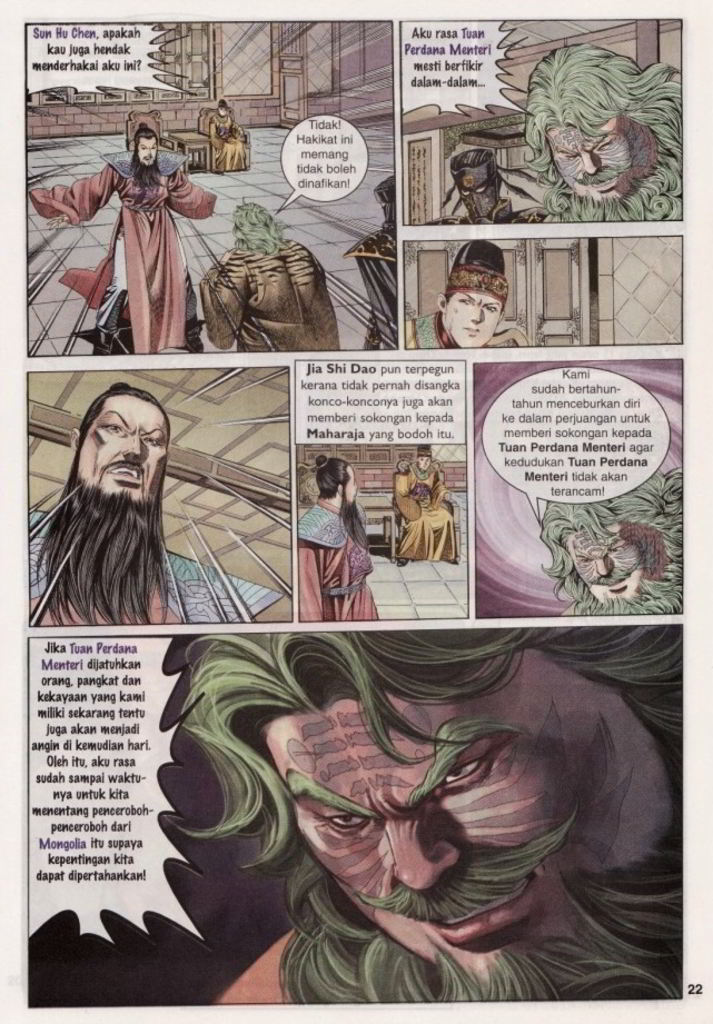 Sun Hu Chen, apakah
kau juga hendak
menderhakai aku ini?
Tidak!
Hakikat ini
memang
tidak boleh
dinafikan!
Aku rasa Tuan
Perdana Menteri
mesti berfikir
dalam-dalam...
Jia Shi Dao pun terpegun
kerana tidak pernah disangka
konco-konconya juga akan
memberi sokongan kepada
Maharaja yang bodoh itu.
Kami
sudah bertahun-
tahun menceburkan diri
ke dalam perjuangan untuk
memberi sokongan kepada
Tuan Perdana Menteri agar
kedudukan Tuan Perdana
Menteri tidak akan
terancam!
Jika Tuan Perdana
Menteri dijatuhkan
orang, pangkat dan
kekayaan yang kami
miliki sekarang tentu
juga akan menjadi
angin di kemudian hari.
Oleh itu, aku rasa
sudah sampai waktu-
nya untuk kita
menentang penceroboh-
penceroboh dari
Mongolia itu supaya
kepentingan kita
dapat dipertahankan!
22